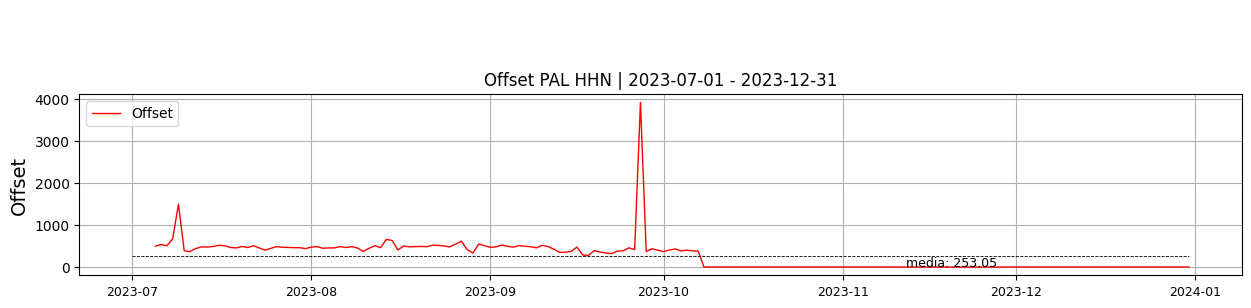 Offset PAL HHN | 2023-07-01 - 2023-12-31
Offset
4000
3000
2000
1000
0
Offset
media: 253.05
2023-07 2023-08 2023-09 2023-10 2023-11 2023-12 2024-01